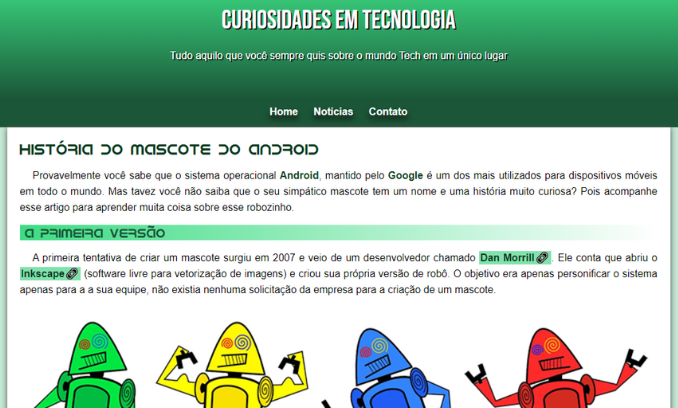 CURIOSIDADES EM TECNOLOGIA
Tudo aquilo que você sempre quis sobre o mundo Tech em um único lugar
Home Noticias Contato
HISTÓRIA DO MASCOTE DO ANDROID
Provavelmente você sabe que o sistema operacional Android, mantido pelo Google é um dos mais utilizados para dispositivos móveis
em todo o mundo. Mas tavez você não saiba que o seu simpático mascote tem um nome e uma história muito curiosa? Pois acompanhe
esse artigo para aprender muita coisa sobre esse robozinho.
A PRIMEIRA VERSÃO
A primeira tentativa de criar um mascote surgiu em 2007 e veio de um desenvolvedor chamado Dan Morrill. Ele conta que abriu o
Inkscape (software livre para vetorização de imagens) e criou sua própria versão de robô. O objetivo era apenas personificar o sistema
apenas para a a sua equipe, não existia nenhuma solicitação da empresa para a criação de um mascote.